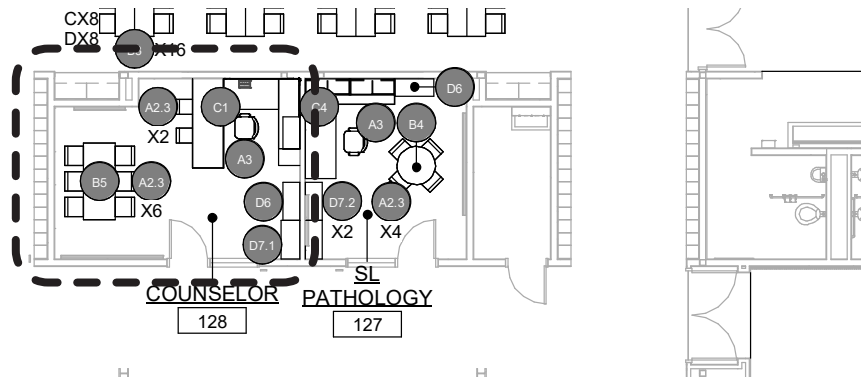 CX8
DX8
B3 X16
A2.3 C1 C4 D6
X2 A3 A3 B4
B5 A2.3
X6
D6 D7.2 A2.3
X2 X4
D7.1
COUNSELOR
128
SL
PATHOLOGY
127